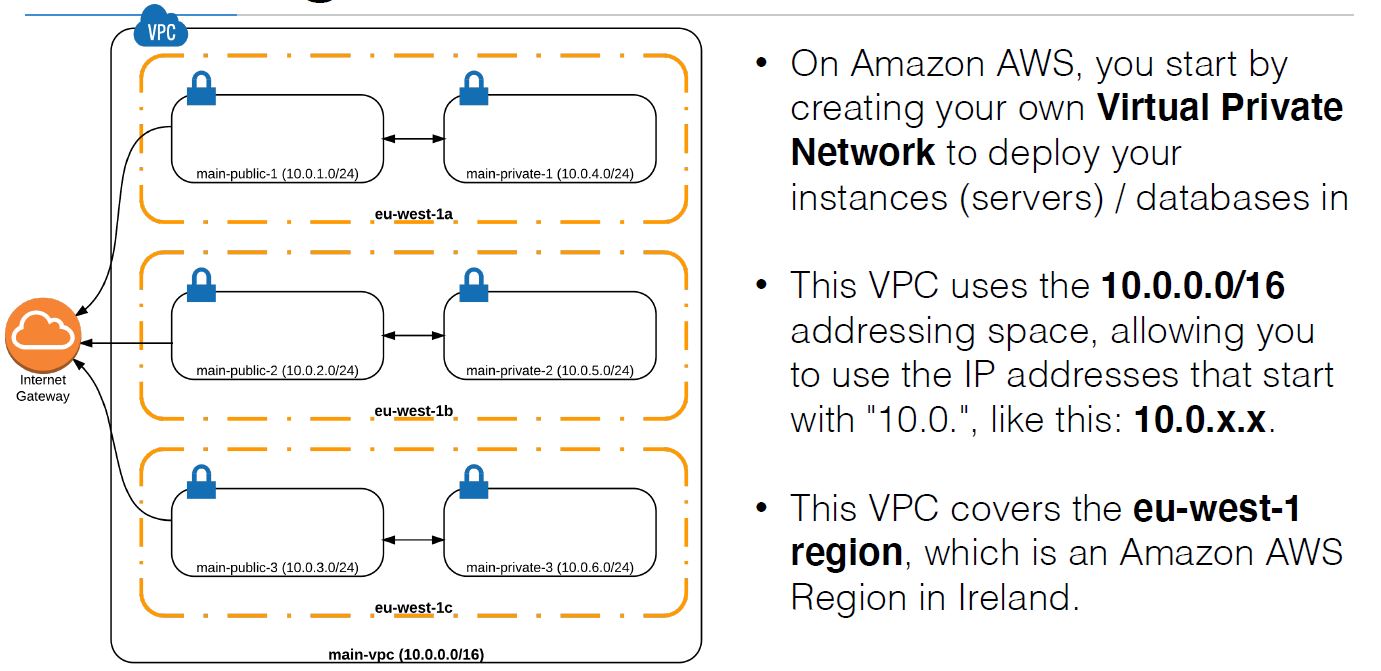 VPC
main-public-1 (10.0.1.0/24)
main-private-1 (10.0.4.0/24)
eu-west-1a
main-public-2 (10.0.2.0/24)
main-private-2 (10.0.5.0/24)
eu-west-1b
Internet
Gateway
main-public-3 (10.0.3.0/24)
main-private-3 (10.0.6.0/24)
eu-west-1c
main-vpc (10.0.0.0/16)
• On Amazon AWS, you start by
creating your own Virtual Private
Network to deploy your
instances (servers) / databases in
• This VPC uses the 10.0.0.0/16
addressing space, allowing you
to use the IP addresses that start
with "10.0.", like this: 10.0.x.x.
• This VPC covers the eu-west-1
region, which is an Amazon AWS
Region in Ireland.